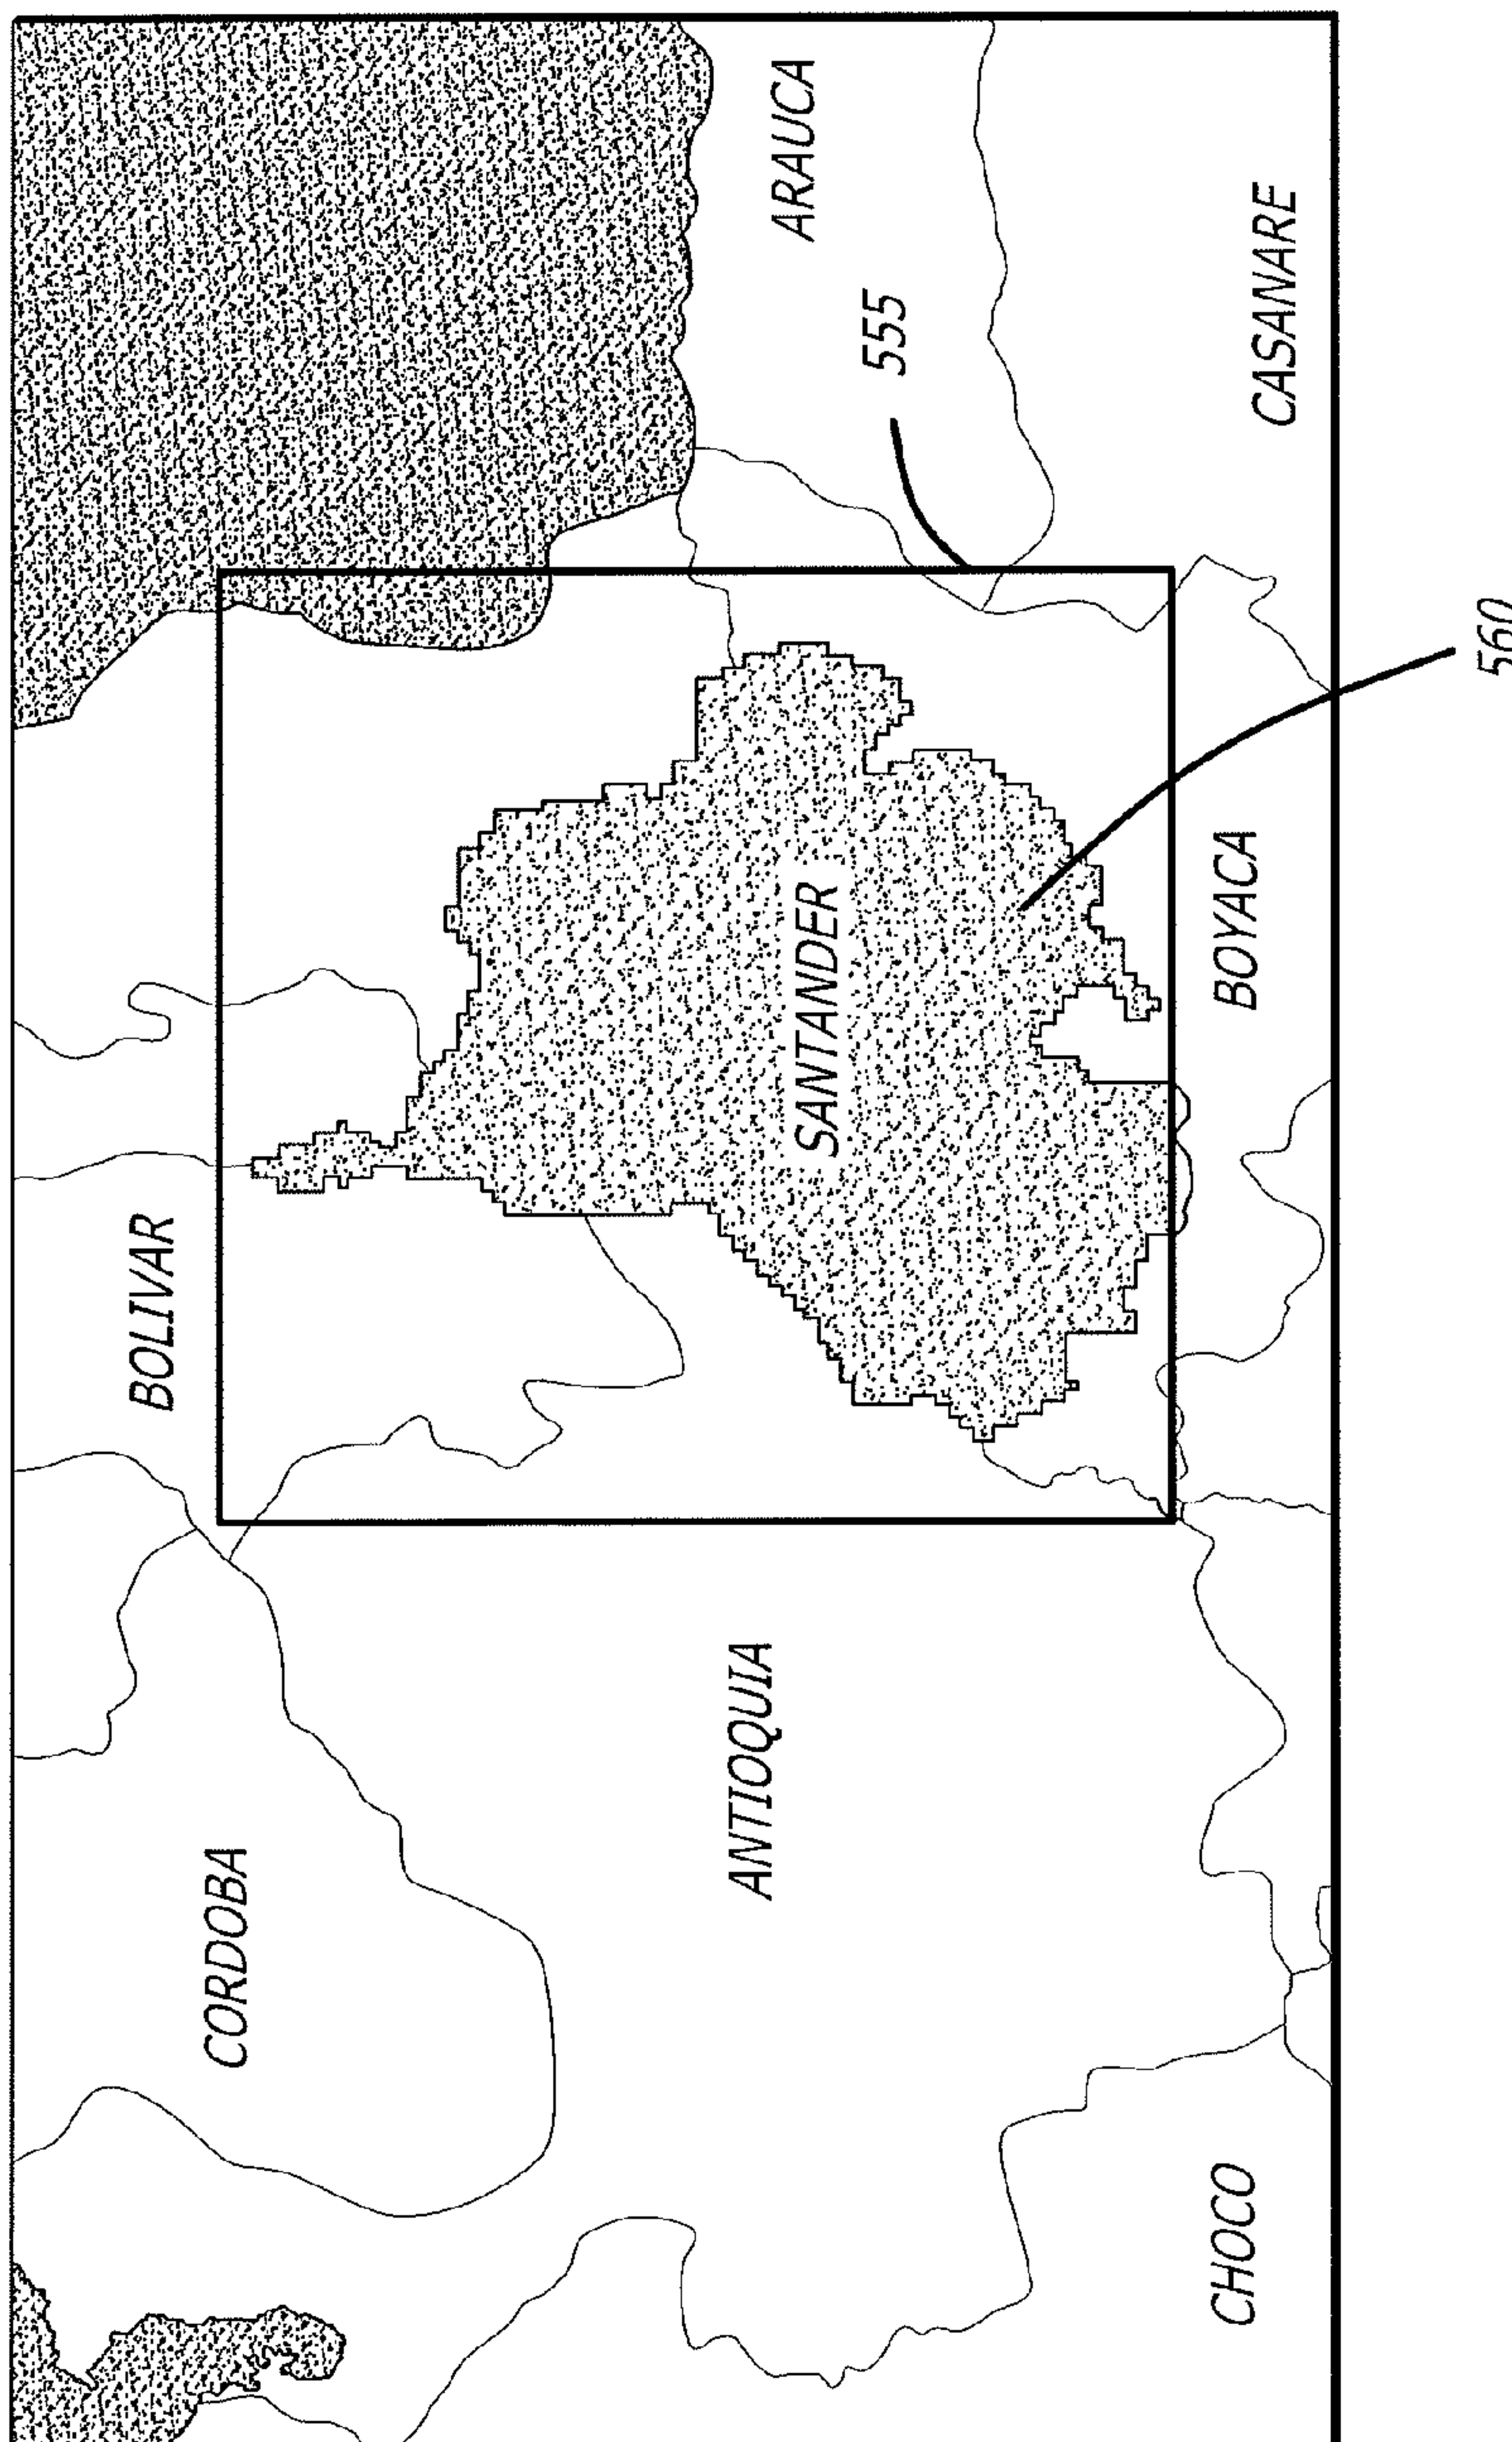 BOLIVAR
CORDOBA
ARAUCA
555
SANTANDER
ANTIOQUIA
CASANARE
BOYACA
CHOCO
560